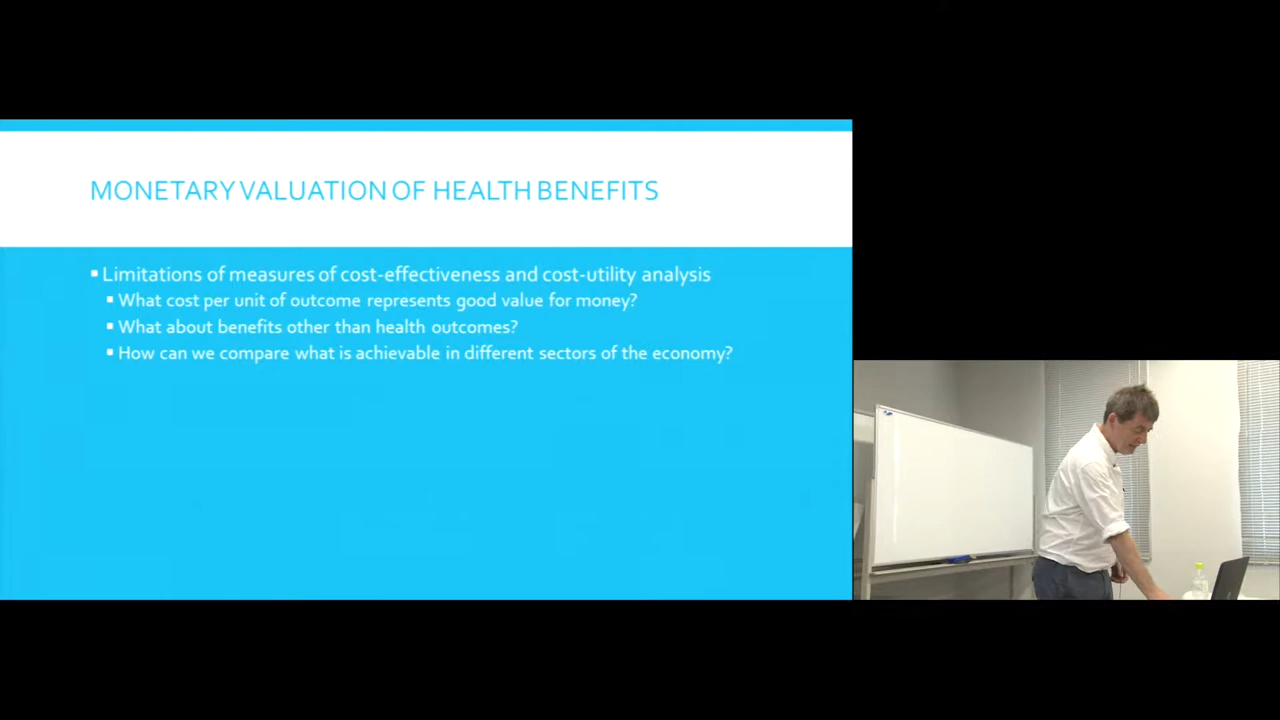 MONETARY VALUATION OF HEALTH BENEFITS
▪ Limitations of measures of cost-effectiveness and cost-utility analysis
▪ What cost per unit of outcome represents good value for money?
▪ What about benefits other than health outcomes?
▪ How can we compare what is achievable in different sectors of the economy?